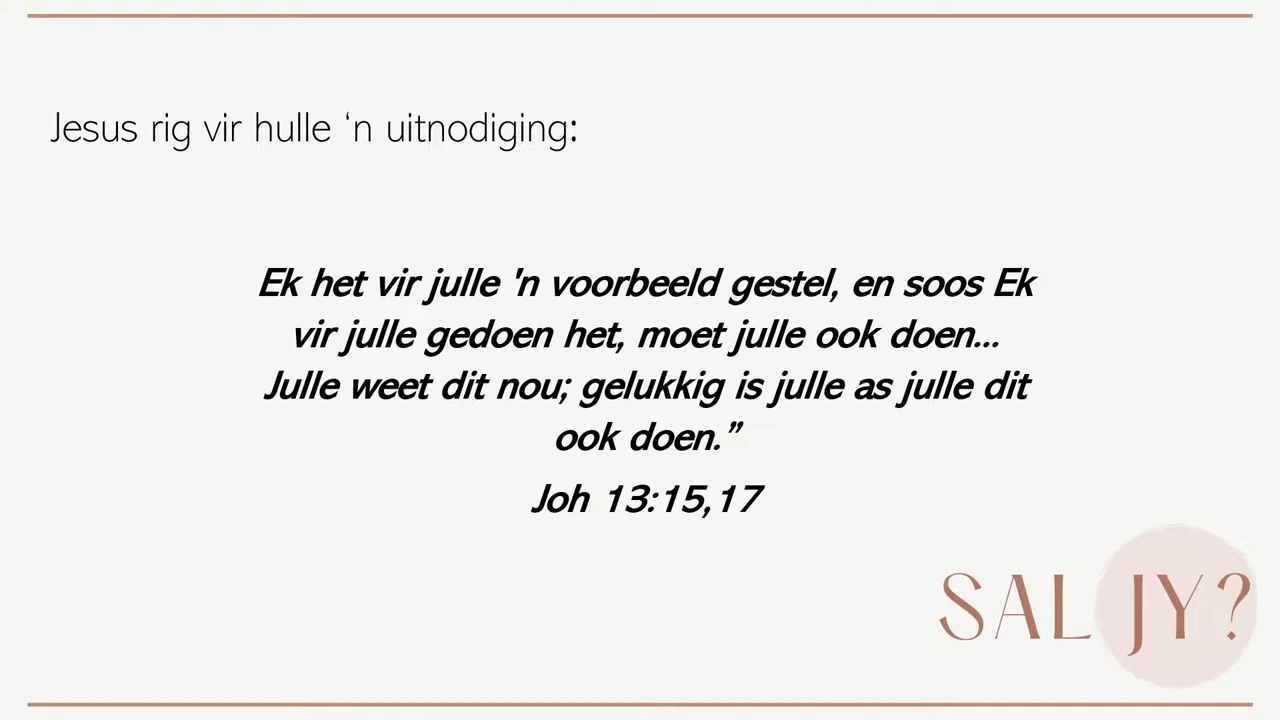 Jesus rig vir hulle ‘n uitnodiging:
Ek het vir julle 'n voorbeeld gestel, en soos Ek
vir julle gedoen het, moet julle ook doen...
Julle weet dit nou; gelukkig is julle as julle dit
ook doen.”
Joh 13:15,17
SAL JY?